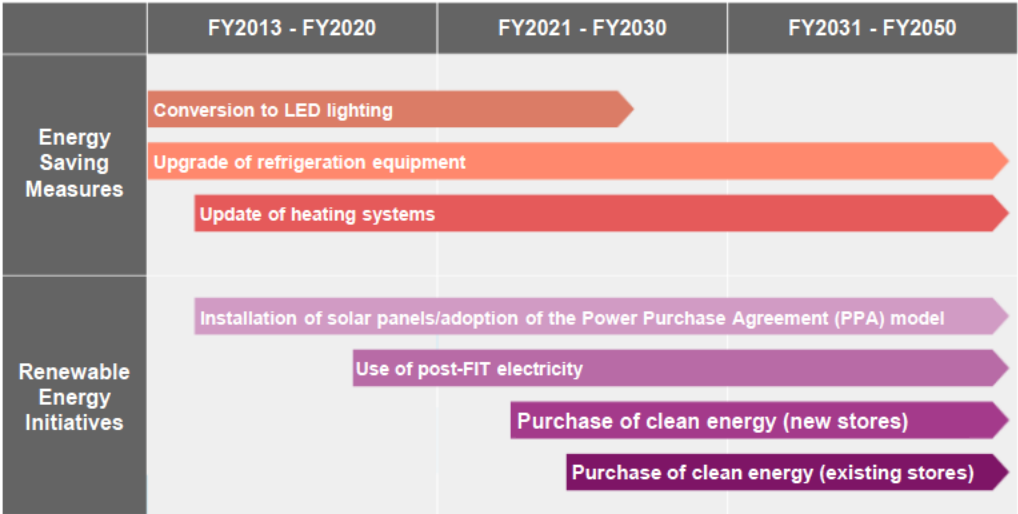 FY2013 - FY2020
FY2021 - FY2030
FY2031 - FY2050
Energy
Saving
Measures
Conversion to LED lighting
Upgrade of refrigeration equipment
Update of heating systems
Renewable
Energy
Initiatives
Installation of solar panels/adoption of the Power Purchase Agreement (PPA) model
Use of post-FIT electricity
Purchase of clean energy (new stores)
Purchase of clean energy (existing stores)